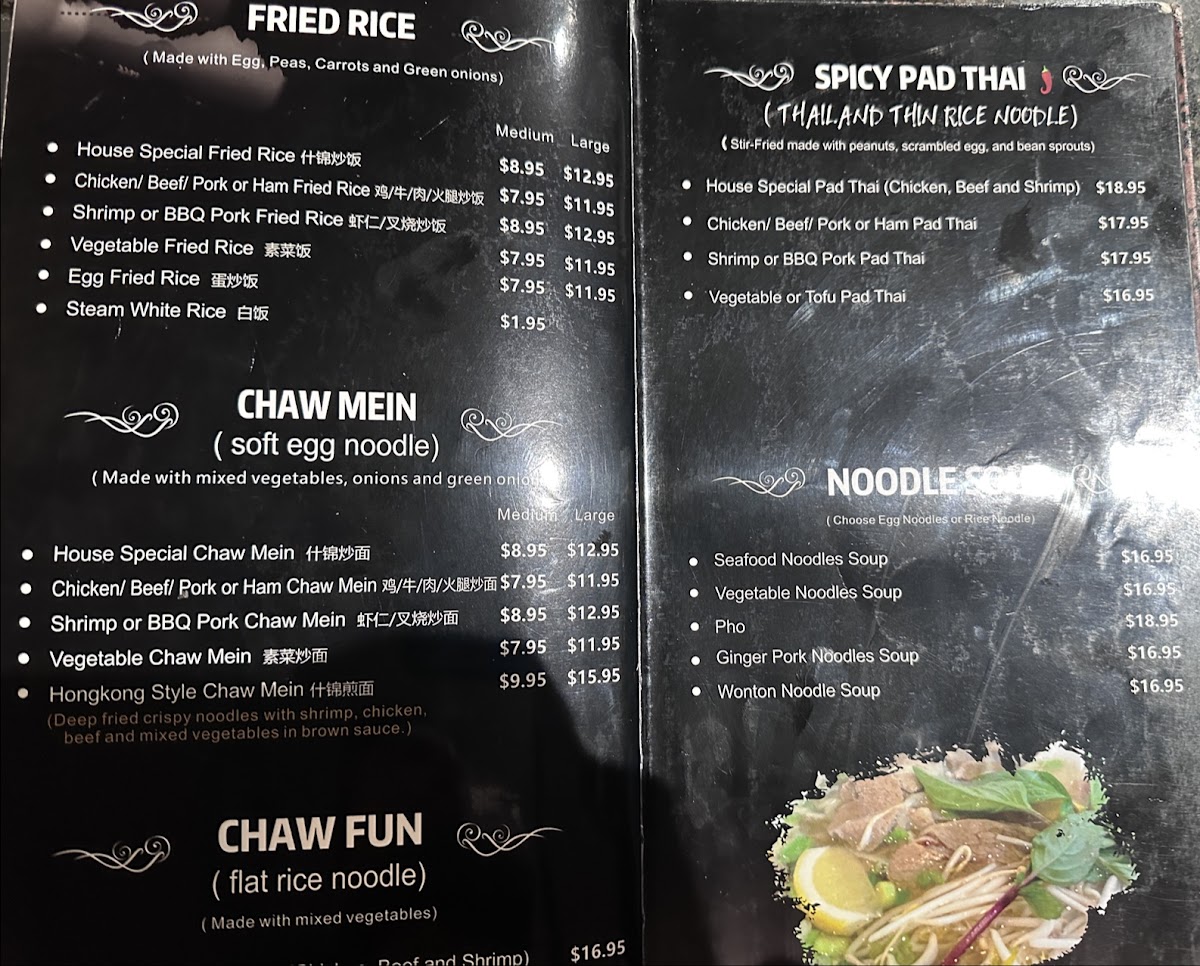 FRIED RICE
( Made with Egg, Peas, Carrots and Green onions)
Medium Large
House Special Fried Rice 什锦炒饭 $8.95 $12.95
Chicken/ Beef/ Pork or Ham Fried Rice 鸡/牛/肉/火腿炒饭 $7.95 $11.95
Shrimp or BBQ Pork Fried Rice 虾仁/叉烧炒饭 $8.95 $12.95
Vegetable Fried Rice 素菜饭 $7.95 $11.95
Egg Fried Rice 蛋炒饭 $7.95 $11.95
Steam White Rice 白饭 $1.95
CHAW MEIN
( soft egg noodle)
( Made with mixed vegetables, onions and green
Medium Large
House Special Chaw Mein 什锦炒面 $8.95 $12.95
Chicken/ Beef/ Pork or Ham Chaw Mein 鸡/牛/肉/火腿炒面 $7.95 $11.95
Shrimp or BBQ Pork Chaw Mein 虾仁/叉烧炒面 $8.95 $12.95
Vegetable Chaw Mein 素菜炒面 $7.95 $11.95
Hongkong Style Chaw Mein 什锦煎面 $9.95 $15.95
(Deep fried crispy noodles with shrimp, chicken,
beef and mixed vegetables in brown sauce.)
CHAW FUN
( flat rice noodle)
( Made with mixed vegetables)
Beef and Shrimp) $16.95
SPICY PAD THAI
( THAILAND THIN RICE NOODLE)
( Stir-Fried made with peanuts, scrambled egg, and bean sprouts)
House Special Pad Thai (Chicken, Beef and Shrimp) $18.95
Chicken/ Beef/ Pork or Ham Pad Thai $17.95
Shrimp or BBQ Pork Pad Thai $17.95
Vegetable or Tofu Pad Thai $16.95
NOODLE
( Choose Egg Noodles or Rice Noodle)
Seafood Noodles Soup $16.95
Vegetable Noodles Soup $16.95
Pho $18.95
Ginger Pork Noodles Soup $16.95
Wonton Noodle Soup $16.95